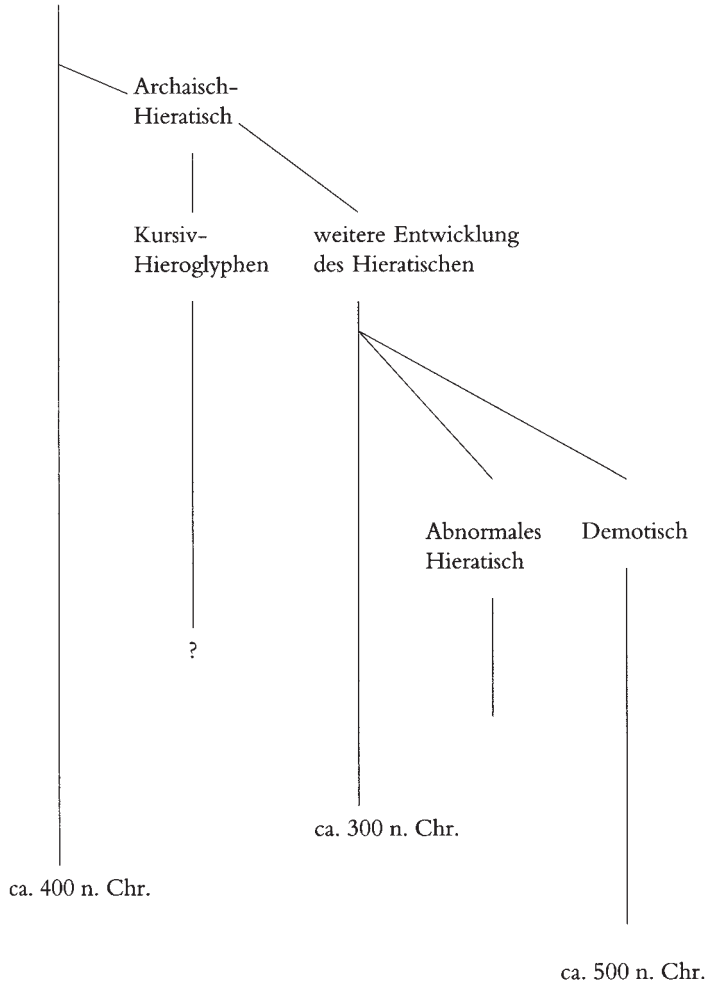 Archaisch-
Hieratisch
Kursiv-
Hieroglyphen
weitere Entwicklung
des Hieratischen
Abnormales
Hieratisch
Demotisch
?
ca. 300 n. Chr.
ca. 400 n. Chr.
ca. 500 n. Chr.